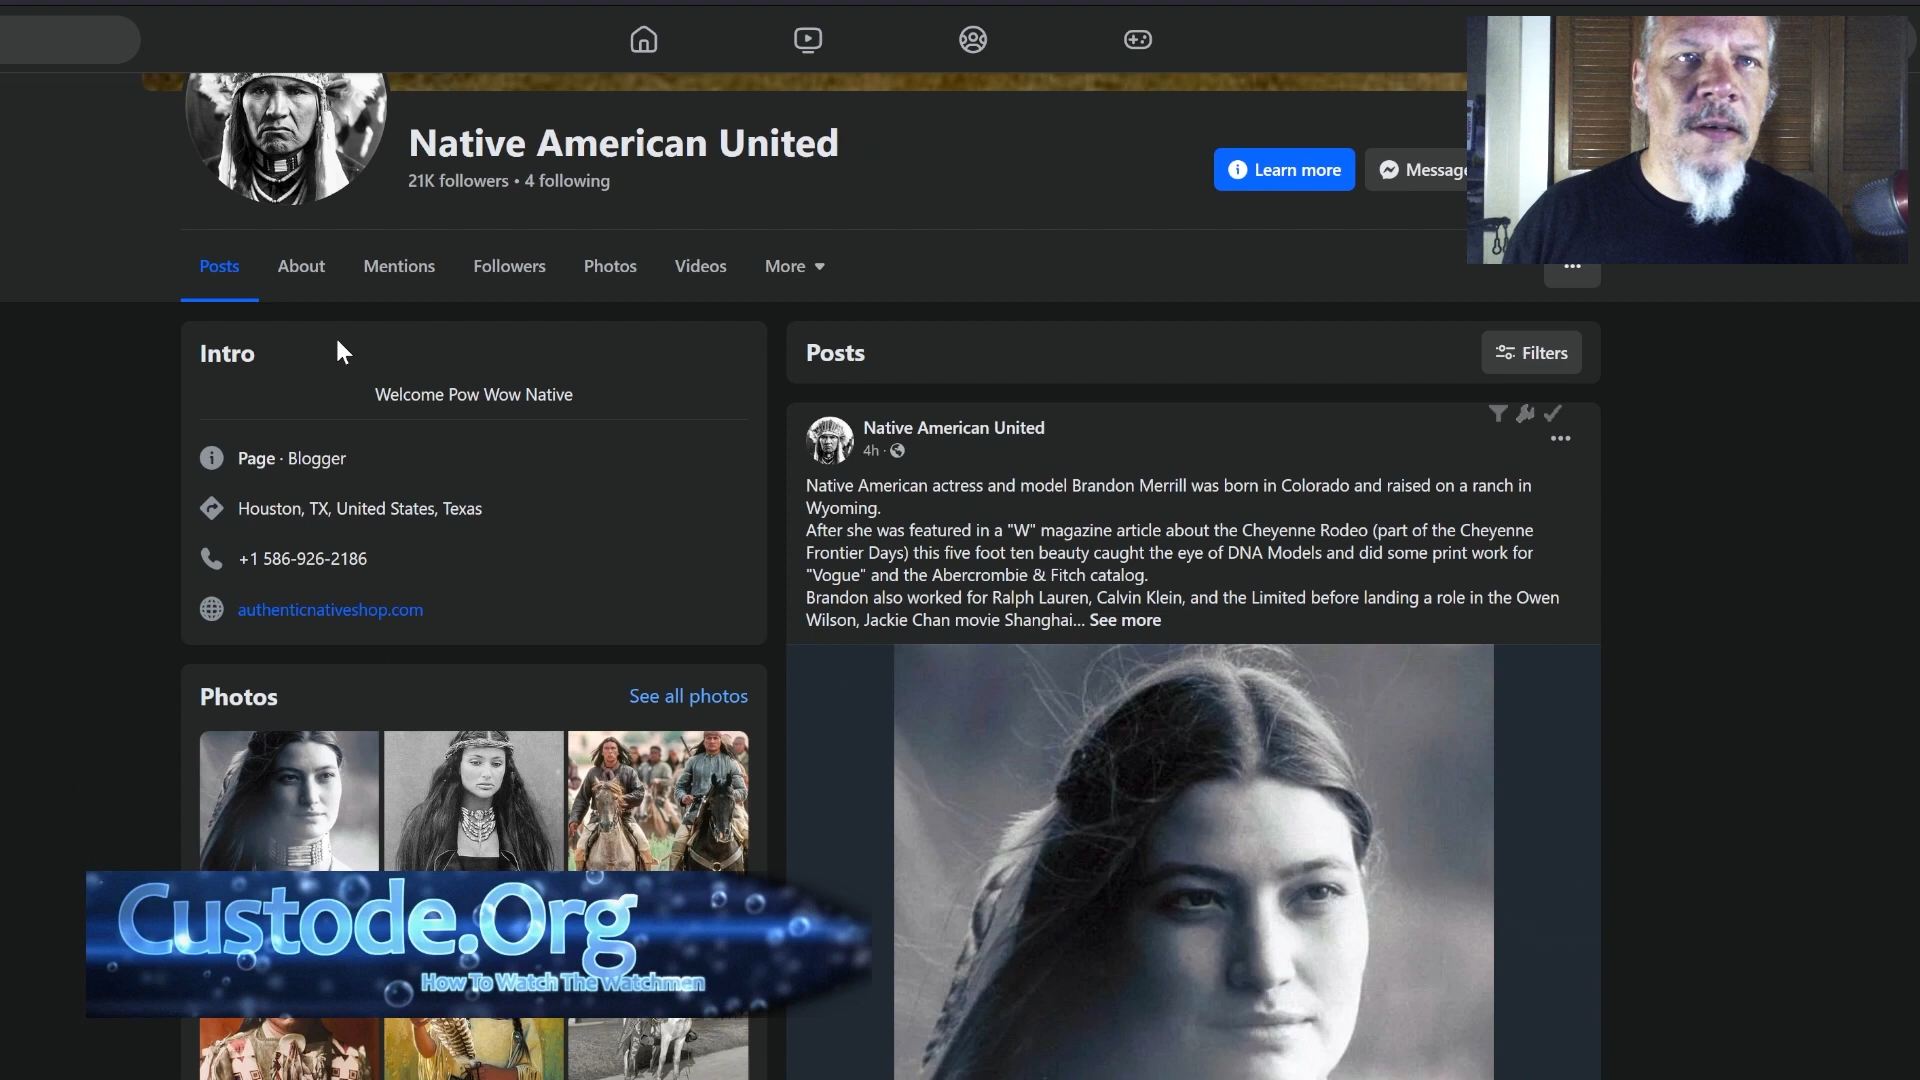 Native American United
21K followers • 4 following
Learn more
Message
Posts
About
Mentions
Followers
Photos
Videos
More
Intro
Welcome Pow Wow Native
Page · Blogger
Houston, TX, United States, Texas
+1 586-926-2186
authenticnativeshop.com
Photos
See all photos
Posts
Filters
Native American United
4h ·
Native American actress and model Brandon Merrill was born in Colorado and raised on a ranch in
Wyoming.
After she was featured in a "W" magazine article about the Cheyenne Rodeo (part of the Cheyenne
Frontier Days) this five foot ten beauty caught the eye of DNA Models and did some print work for
"Vogue" and the Abercrombie & Fitch catalog.
Brandon also worked for Ralph Lauren, Calvin Klein, and the Limited before landing a role in the Owen
Wilson, Jackie Chan movie Shanghai... See more
Custode.Org
How To Watch The Watchmen